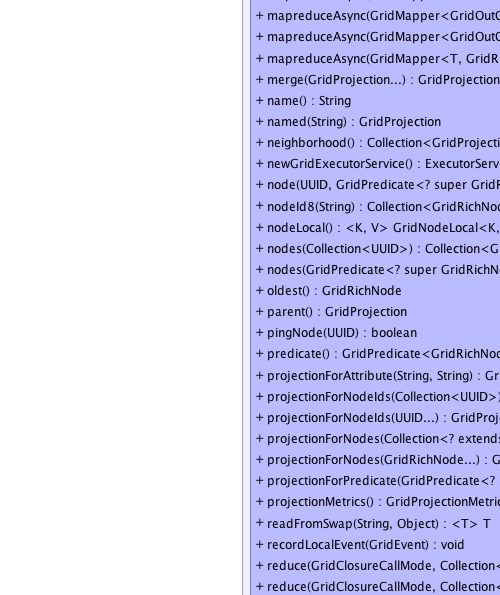 + mapreduceAsync(GridMapper<GridOutC
+ mapreduceAsync(GridMapper<GridOutC
+ mapreduceAsync(GridMapper<T, GridR
+ merge(GridProjection...) : GridProjection
+ name() : String
+ named(String) : GridProjection
+ neighborhood() : Collection<GridProjecti
+ newGridExecutorService() : ExecutorServ
+ node(UUID, GridPredicate<? super GridR
+ nodeId8(String) : Collection<GridRichNoc
+ nodeLocal() : <K, V> GridNodeLocal<K,
+ nodes(Collection<UUID>) : Collection<G
+ nodes(GridPredicate<? super GridRichN
+ oldest() : GridRichNode
+ parent() : GridProjection
+ pingNode(UUID) : boolean
+ predicate() : GridPredicate<GridRichNoc
+ projectionForAttribute(String, String) : Gr
+ projectionForNodeIds(Collection<UUID>)
+ projectionForNodeIds(UUID...) : GridProj
+ projectionForNodes(Collection<? extends
+ projectionForNodes(GridRichNode...) : G
+ projectionForPredicate(GridPredicate<?
+ projectionMetrics() : GridProjectionMetric
+ readFromSwap(String, Object) : <T> T
+ recordLocalEvent(GridEvent) : void
+ reduce(GridClosureCallMode, Collection<
+ reduce(GridClosureCallMode, Collection<